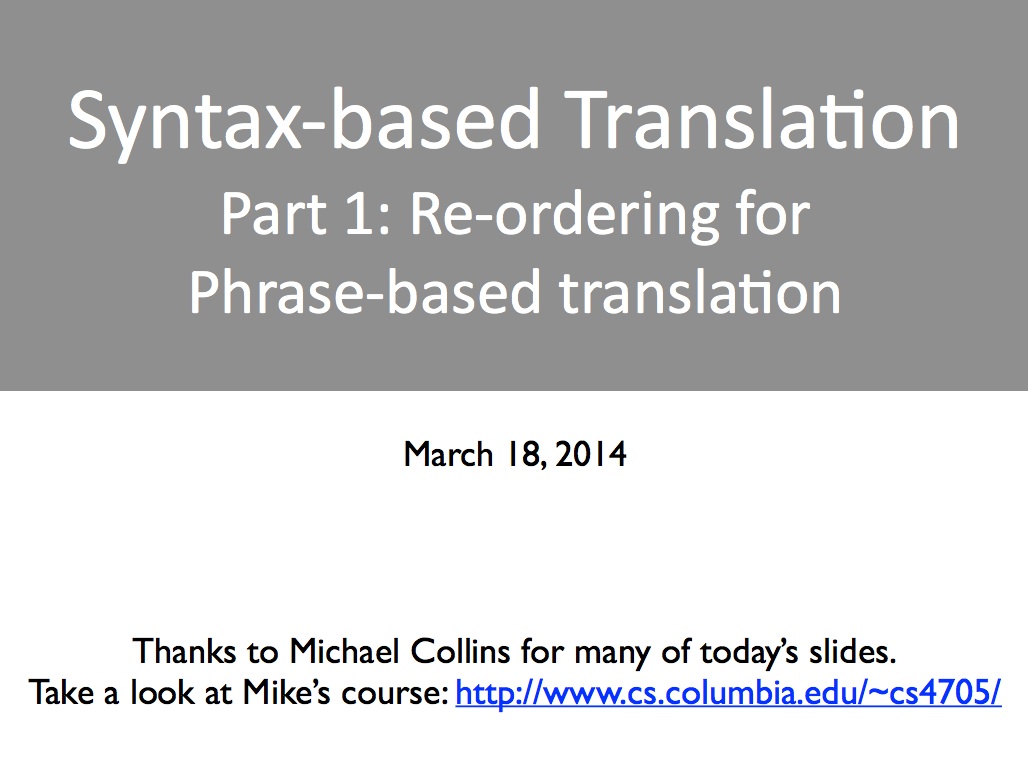 Syntax-based Translation
Part 1: Re-ordering for
Phrase-based translation
March 18, 2014
Thanks to Michael Collins for many of today’s slides.
Take a look at Mike’s course: http://www.cs.columbia.edu/~cs4705/